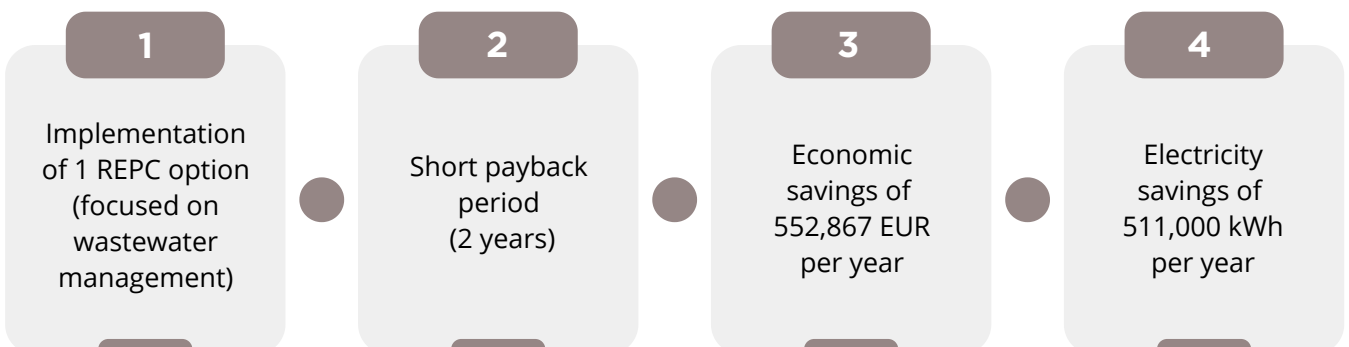 1
Implementation
of 1 REPC option
(focused on
wastewater
management)
2
Short payback
period
(2 years)
3
Economic
savings of
552,867 EUR
per year
4
Electricity
savings of
511,000 kWh
per year